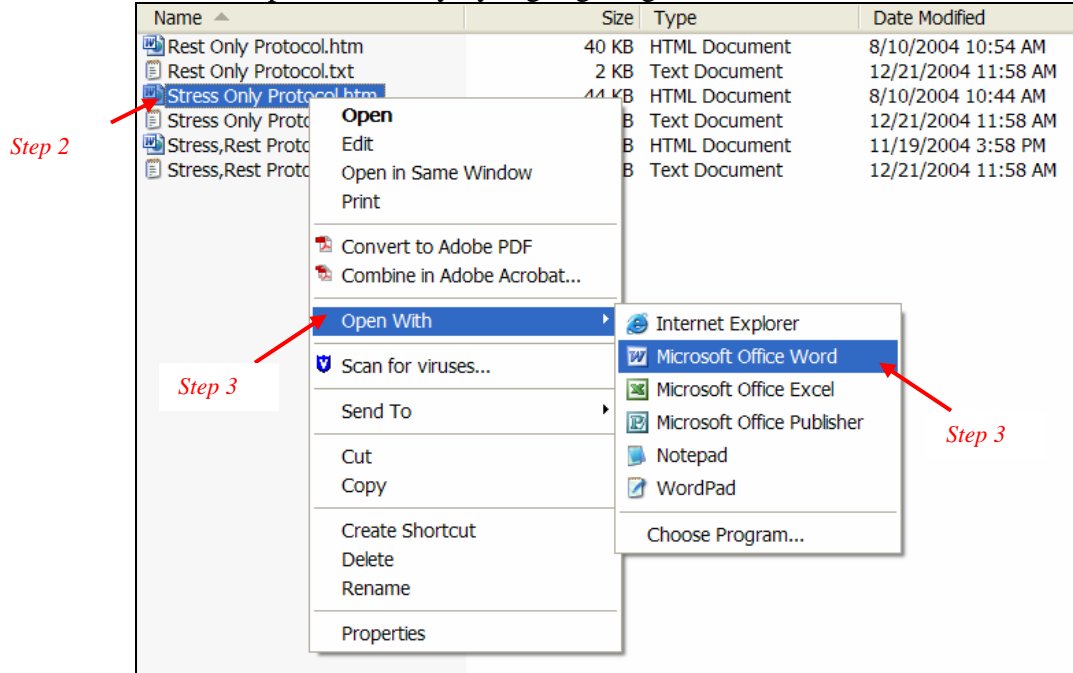 Name Size Type Date Modified
Rest Only Protocol.htm 40 KB HTML Document 8/10/2004 10:54 AM
Rest Only Protocol.txt 2 KB Text Document 12/21/2004 11:58 AM
Stress Only Protocol.htm 44 KB HTML Document 8/10/2004 10:44 AM
Stress Only Proto B Text Document 12/21/2004 11:58 AM
Stress,Rest Proto B HTML Document 11/19/2004 3:58 PM
Stress,Rest Proto B Text Document 12/21/2004 11:58 AM
Step 2
Open
Edit
Open in Same Window
Print
Convert to Adobe PDF
Combine in Adobe Acrobat...
Open With
Scan for viruses...
Send To
Cut
Copy
Create Shortcut
Delete
Rename
Properties
Step 3
Internet Explorer
Microsoft Office Word
Microsoft Office Excel
Microsoft Office Publisher
Notepad
WordPad
Choose Program...
Step 3